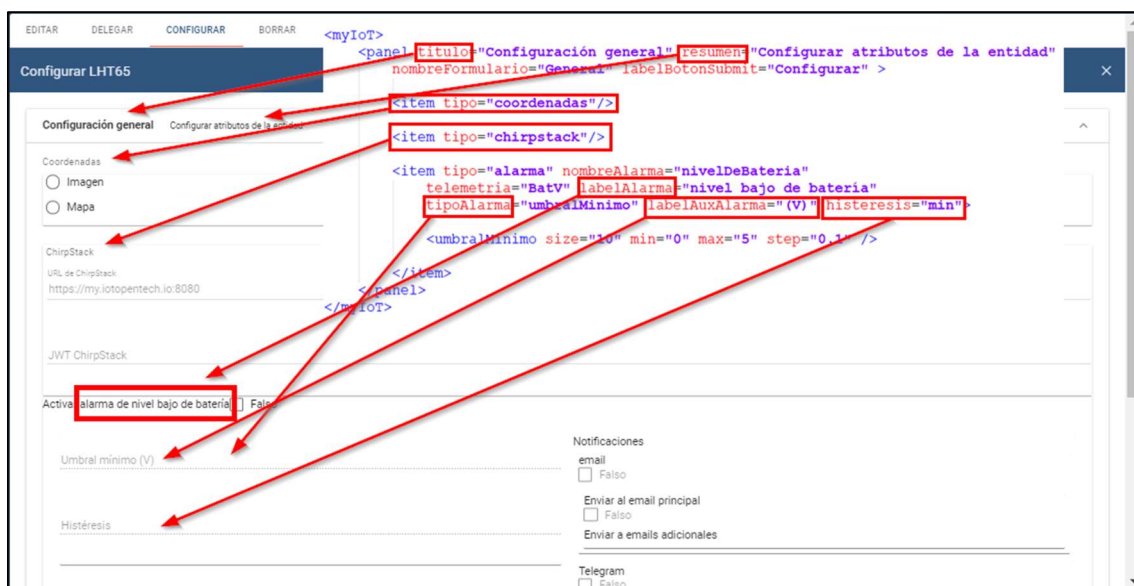 EDITAR DELEGAR CONFIGURAR BORRAR
Configurar LHT65
<myIoT>
<panel titulo="Configuración general" resumen="Configurar atributos de la entidad"
nombreFormulario="General" labelBotonSubmit="Configurar" >
<item tipo="coordenadas"/>
<item tipo="chirpstack"/>
<item tipo="alarma" nombreAlarma="nivelDeBateria"
telemetria="BatV" labelAlarma="nivel bajo de batería"
tipoAlarma="umbralMinimo" labelAuxAlarma="(V)" histeresis="min">
<umbralMinimo size="10" min="0" max="5" step="0.1" />
</item>
</panel>
</myIoT>
Configuración general Configurar atributos de la entidad
Coordenadas
Imagen
Mapa
ChirpStack
URL de ChirpStack
https://my.iotopentech.io:8080
JWT ChirpStack
Activar alarma de nivel bajo de batería Falso
Umbral mínimo (V)
Histéresis
Notificaciones
email
Falso
Enviar al email principal
Falso
Enviar a emails adicionales
Telegram
Falso